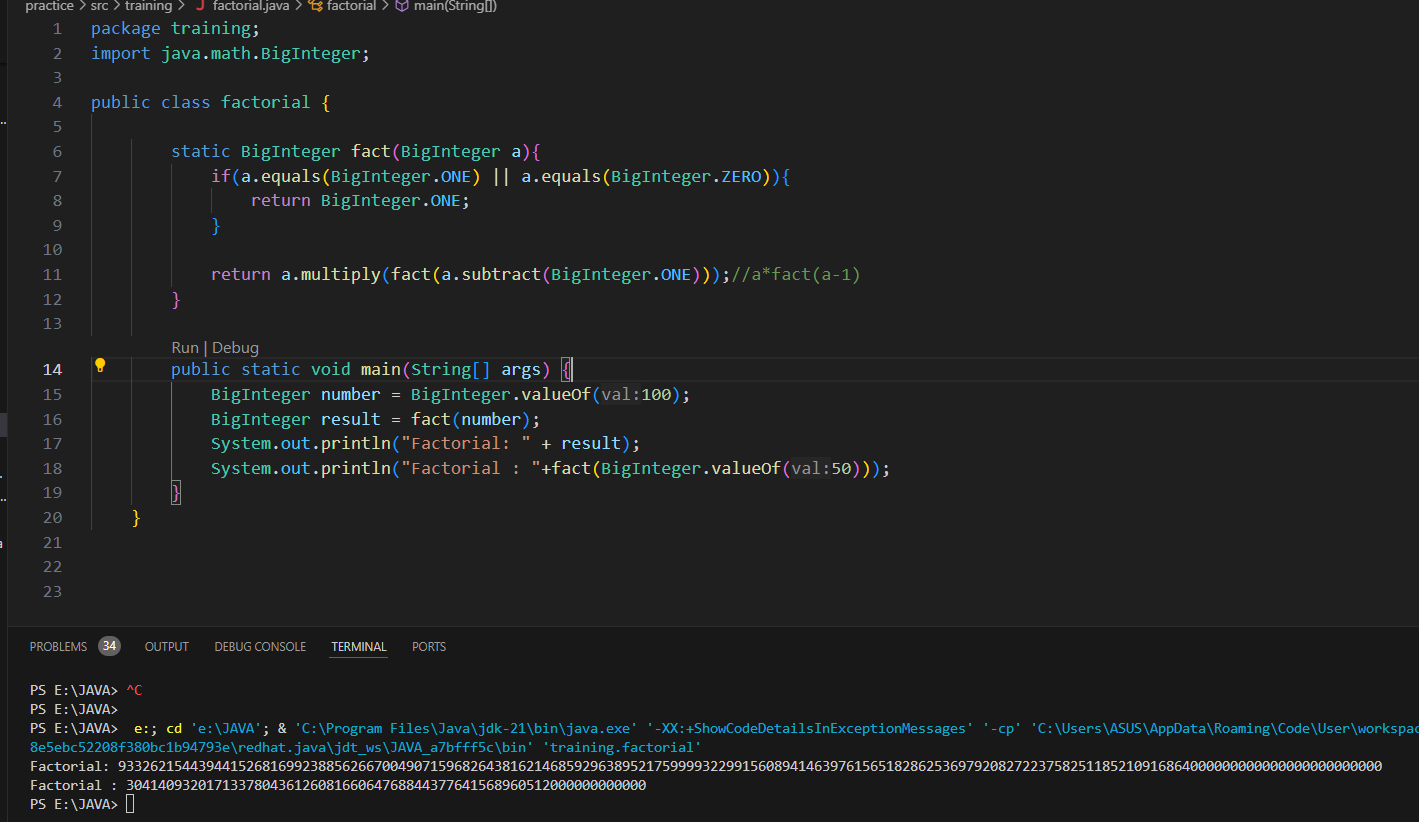 practice > src > training > J factorial.java > factorial > main(String[])
1 package training;
2 import java.math.BigInteger;
3
4 public class factorial {
5
6 static BigInteger fact(BigInteger a){
7 if(a.equals(BigInteger.ONE) || a.equals(BigInteger.ZERO)){
8 return BigInteger.ONE;
9 }
10
11 return a.multiply(fact(a.subtract(BigInteger.ONE)));//a*fact(a-1)
12 }
13
Run | Debug
14 public static void main(String[] args) {
15 BigInteger number = BigInteger.valueOf(val:100);
16 BigInteger result = fact(number);
17 System.out.println("Factorial: " + result);
18 System.out.println("Factorial : "+fact(BigInteger.valueOf(val:50)));
19 }
20 }
21
22
23
PROBLEMS 34 OUTPUT DEBUG CONSOLE TERMINAL PORTS
PS E:\JAVA> ^C
PS E:\JAVA>
PS E:\JAVA> e:; cd 'e:\JAVA'; & 'C:\Program Files\Java\jdk-21\bin\java.exe' '-XX:+ShowCodeDetailsInExceptionMessages' '-cp' 'C:\Users\ASUS\AppData\Roaming\Code\User\workspac
8e5ebc52208f380bc1b94793e\redhat.java\jdt_ws\JAVA_a7bfff5c\bin' 'training.factorial'
Factorial: 93326215443944152681699238856266700490715968264381621468592963895217599993229915608941463976156518286253697920827223758251185210916864000000000000000000000000
Factorial : 30414093201713378043612608166064768844377641568960512000000000000
PS E:\JAVA>